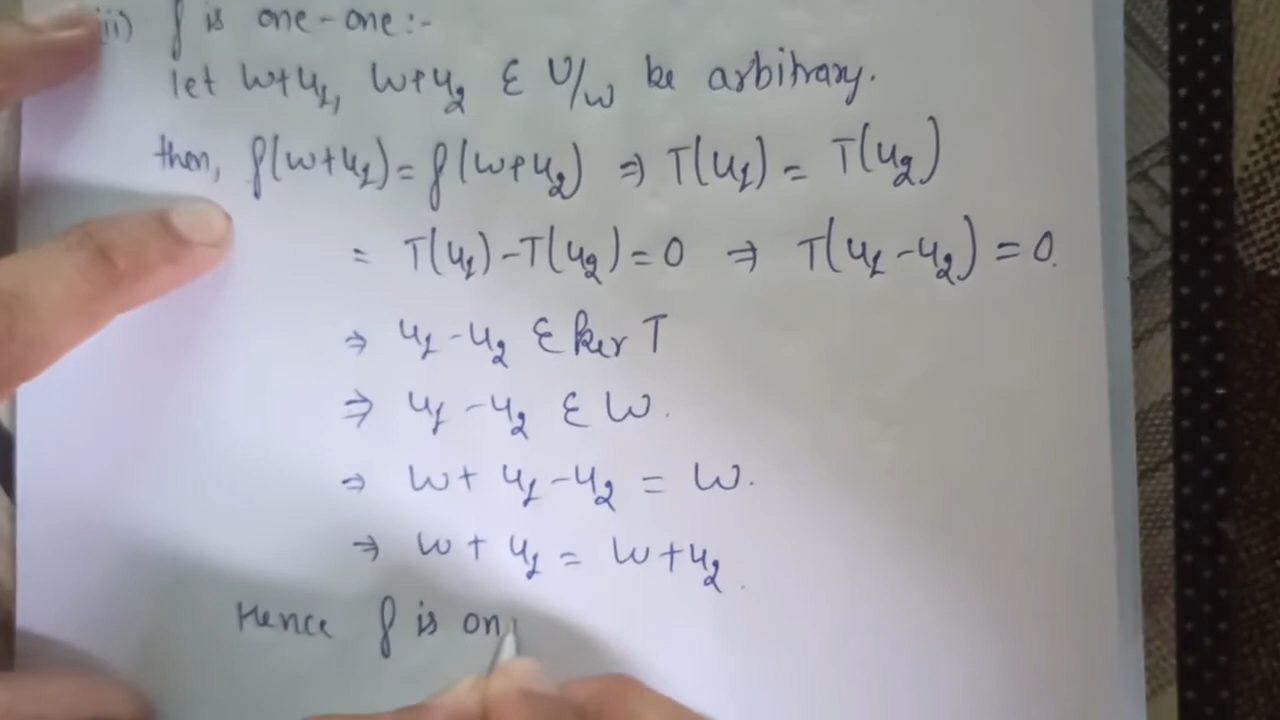 ii) f is one-one:-
let W+u₁, W+u₂ ε U/W be arbitrary.
then, f(W+u₁) = f(W+u₂) ⇒ T(u₁) = T(u₂)
= T(u₁)-T(u₂)=0 ⇒ T(u₁-u₂)=0.
⇒ u₁-u₂ ε ker T
⇒ u₁-u₂ ε W.
⇒ W+ u₁-u₂ = W.
⇒ W+ u₁ = W+u₂.
Hence f is on